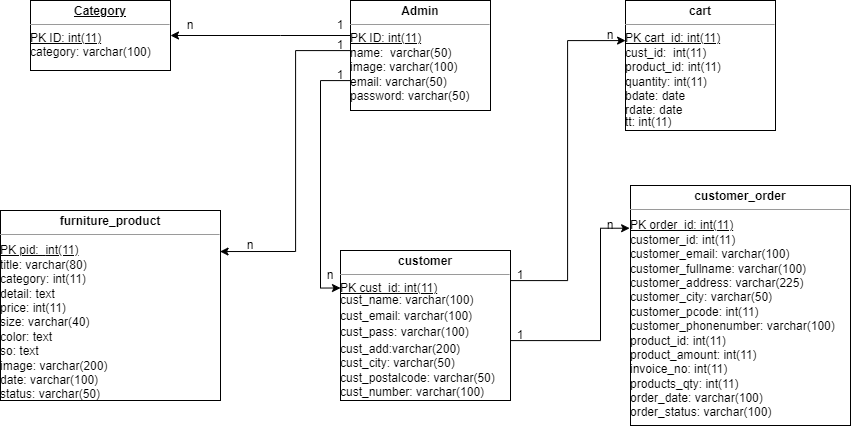 Category
PK ID: int(11)
category: varchar(100)
n
1
Admin
PK ID: int(11)
name: varchar(50)
image: varchar(100)
email: varchar(50)
password: varchar(50)
1
1
n
cart
PK cart_id: int(11)
cust_id: int(11)
product_id: int(11)
quantity: int(11)
bdate: date
rdate: date
tt: int(11)
furniture_product
PK pid: int(11)
title: varchar(80)
category: int(11)
detail: text
price: int(11)
size: varchar(40)
color: text
so: text
image: varchar(200)
date: varchar(100)
status: varchar(50)
n
n
customer
PK cust_id: int(11)
cust_name: varchar(100)
cust_email: varchar(100)
cust_pass: varchar(100)
cust_add:varchar(200)
cust_city: varchar(50)
cust_postalcode: varchar(50)
cust_number: varchar(100)
1
1
n
customer_order
PK order_id: int(11)
customer_id: int(11)
customer_email: varchar(100)
customer_fullname: varchar(100)
customer_address: varchar(225)
customer_city: varchar(50)
customer_pcode: int(11)
customer_phonenumber: varchar(100)
product_id: int(11)
product_amount: int(11)
invoice_no: int(11)
products_qty: int(11)
order_date: varchar(100)
order_status: varchar(100)